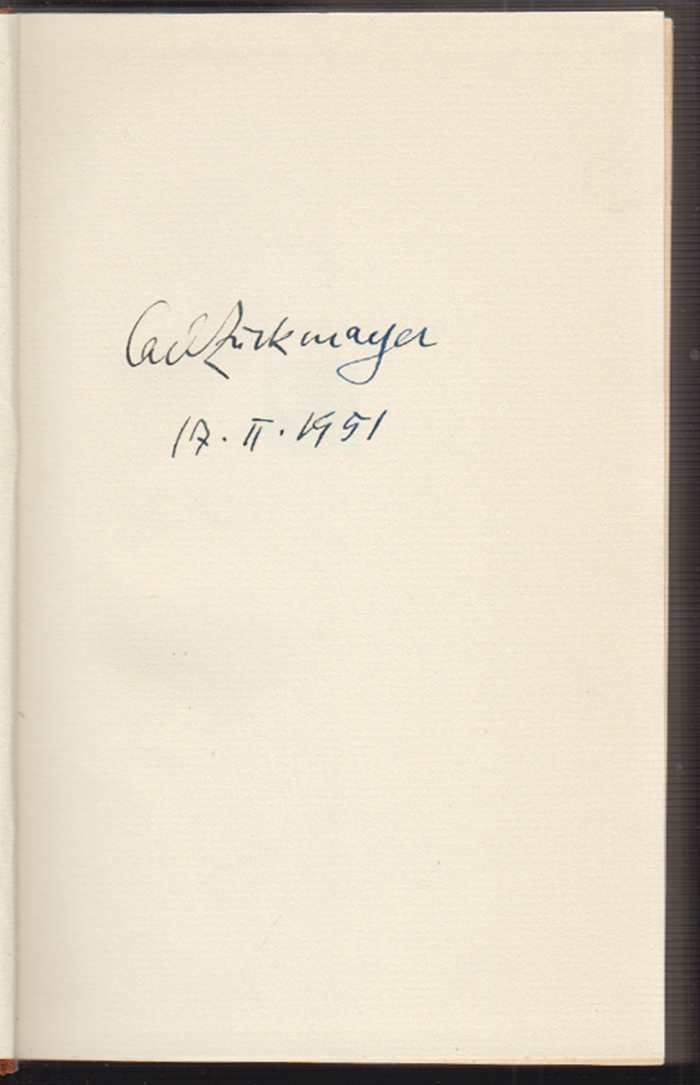 Carl Zuckmayer
17. II. 1951